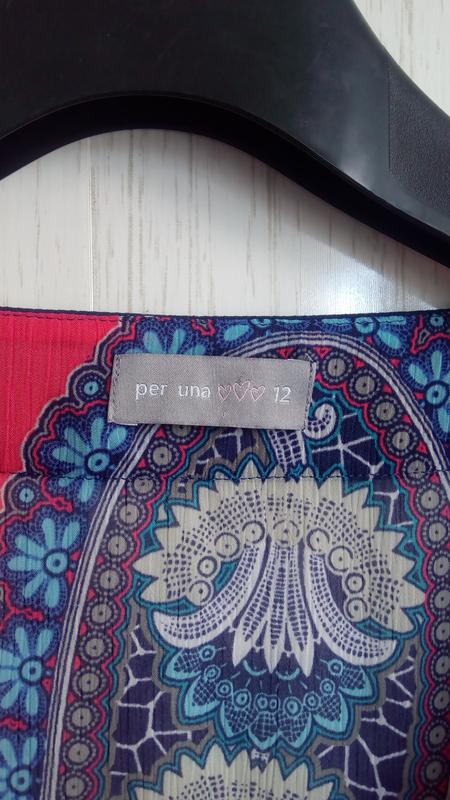 per una ♡♡♡ 12